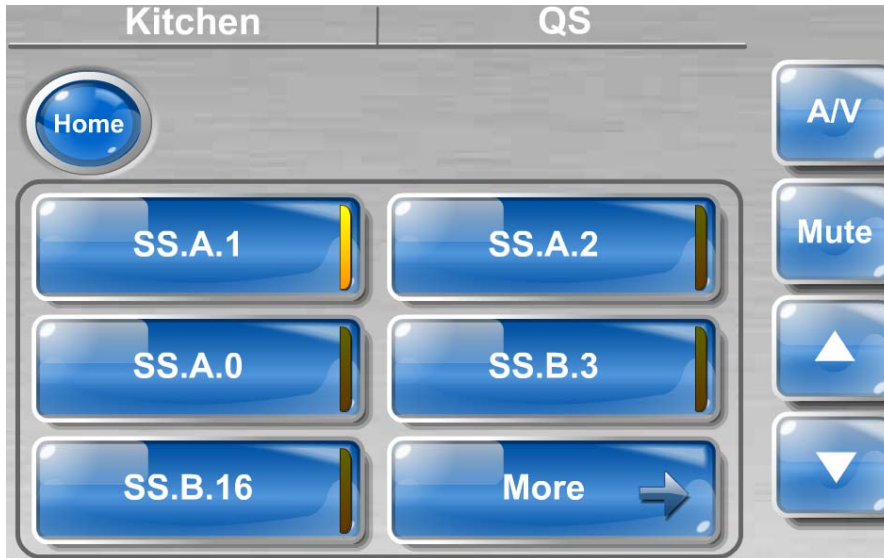 Kitchen QS
Home
A/V
SS.A.1 SS.A.2
Mute
SS.A.0 SS.B.3
SS.B.16 More